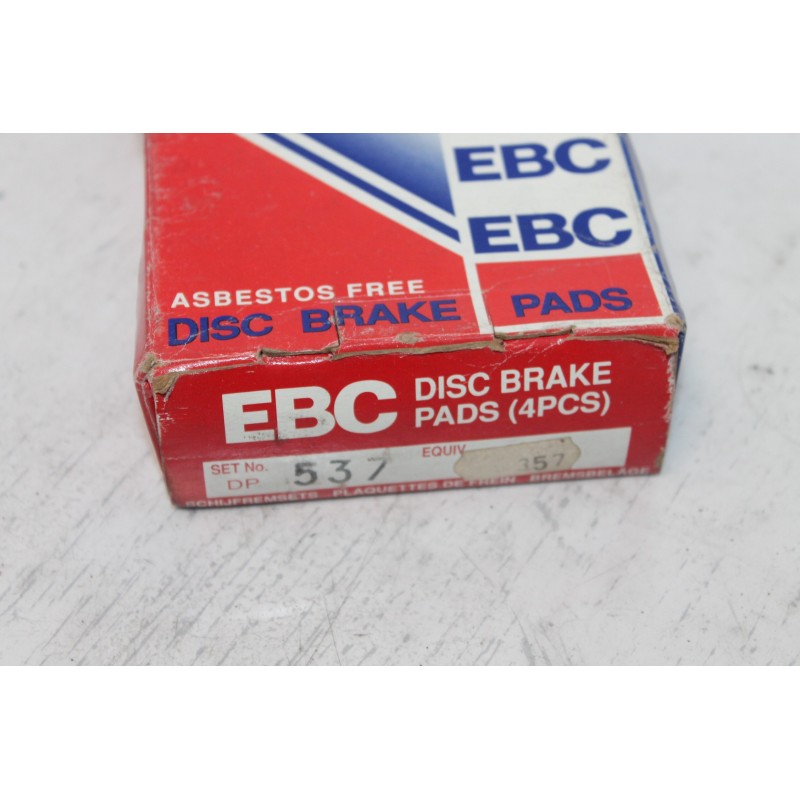 EBC
EBC
ASBESTOS FREE
DISC BRAKE PADS
EBC DISC BRAKE
PADS (4PCS)
SET No. 537 EQUIV 357
DP
SCHIJFREMSETS PLAQUETTES DE FREIN BREMSBELAGE